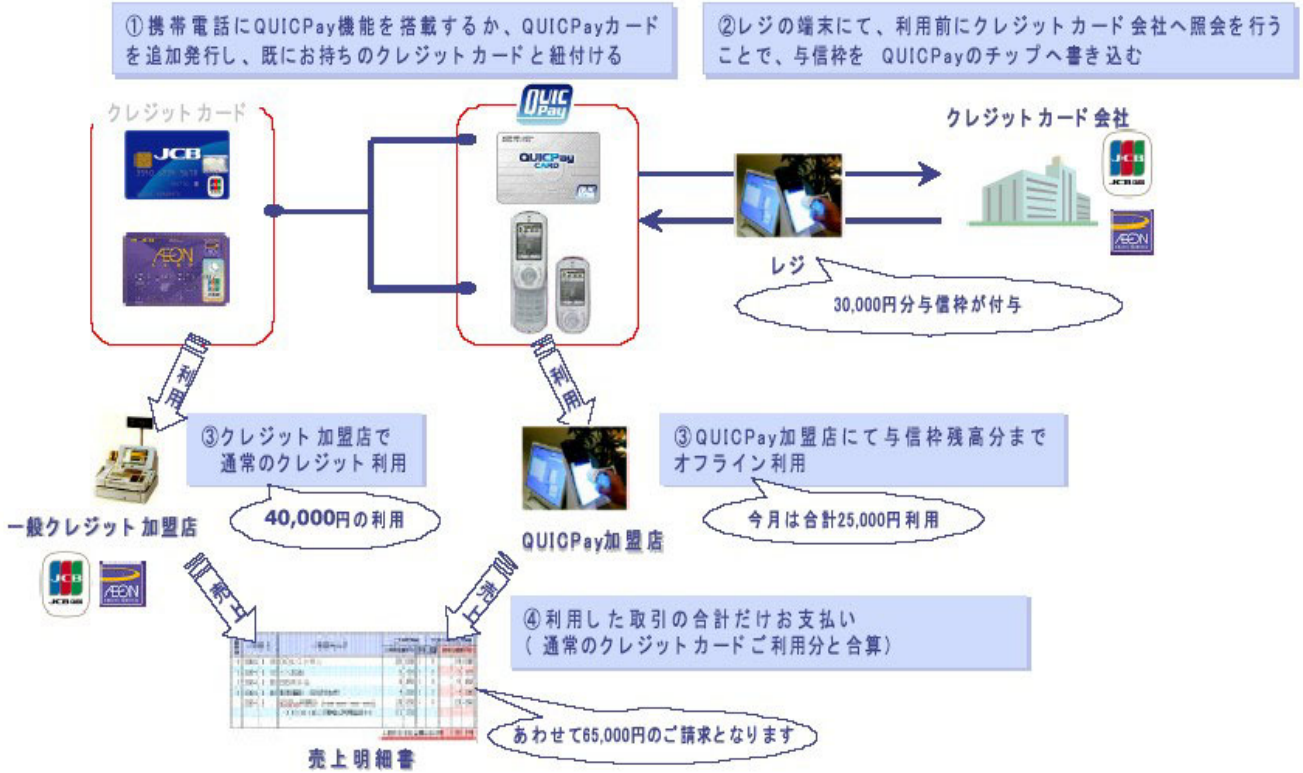 ①携帯電話にQUICPay機能を搭載するか、QUICPayカード
を追加発行し、既にお持ちのクレジットカードと紐付ける
②レジの端末にて、利用前にクレジットカード会社へ照会を行う
ことで、与信枠を QUICPayのチップへ書き込む
クレジットカード
QUIC
Pay
クレジットカード会社
JCB
ÆON
QUICPay
CARD
JCB
ÆON
レジ
30,000円分与信枠が付与
利用
利用
③クレジット加盟店で
通常のクレジット利用
③QUICPay加盟店にて与信枠残高分まで
オフライン利用
40,000円の利用
今月は合計25,000円利用
一般クレジット加盟店
QUICPay加盟店
JCB
ÆON
売上
売上
④利用した取引の合計だけお支払い
(通常のクレジットカードご利用分と合算)
あわせて65,000円のご請求となります
売上明細書